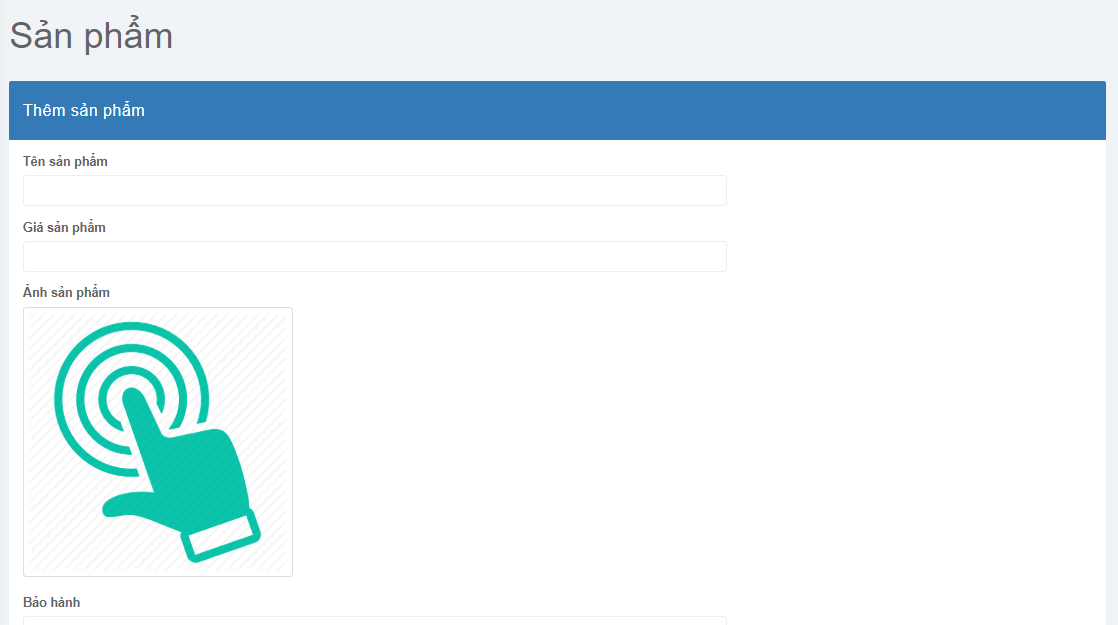 Sản phẩm
Thêm sản phẩm
Tên sản phẩm
Giá sản phẩm
Ảnh sản phẩm
Bảo hành